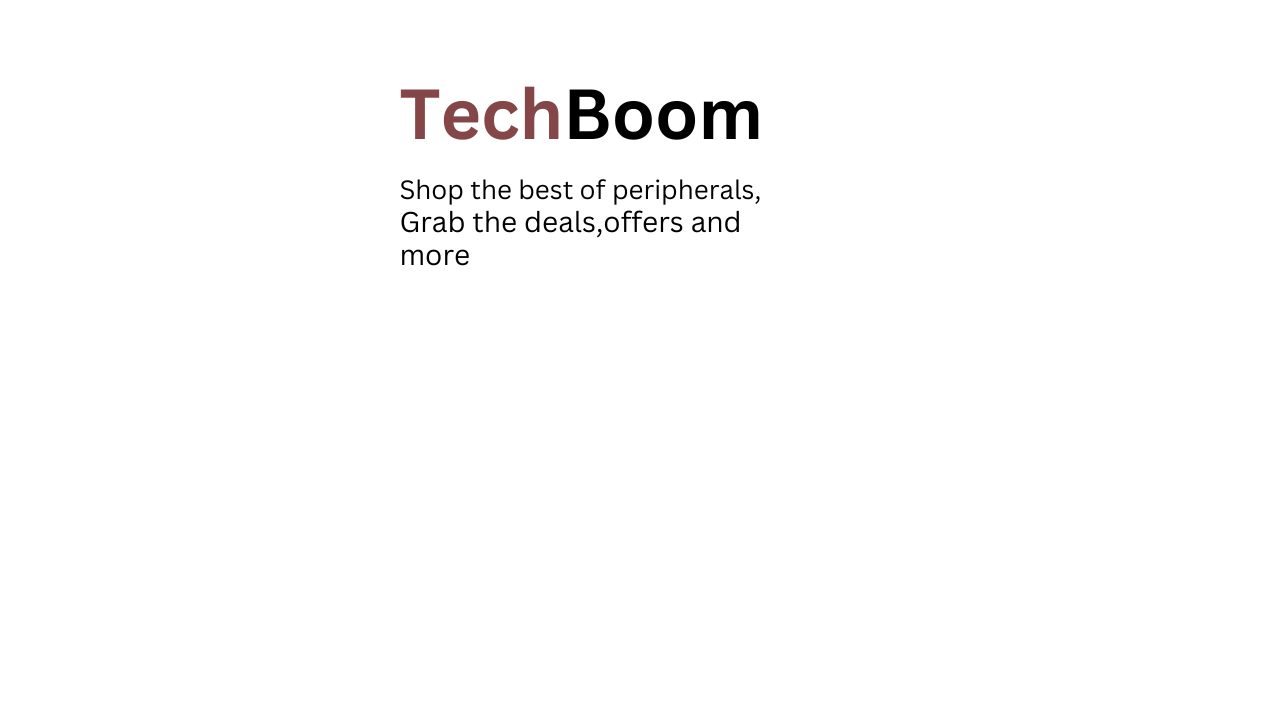 TechBoom
Shop the best of peripherals,
Grab the deals,offers and
more